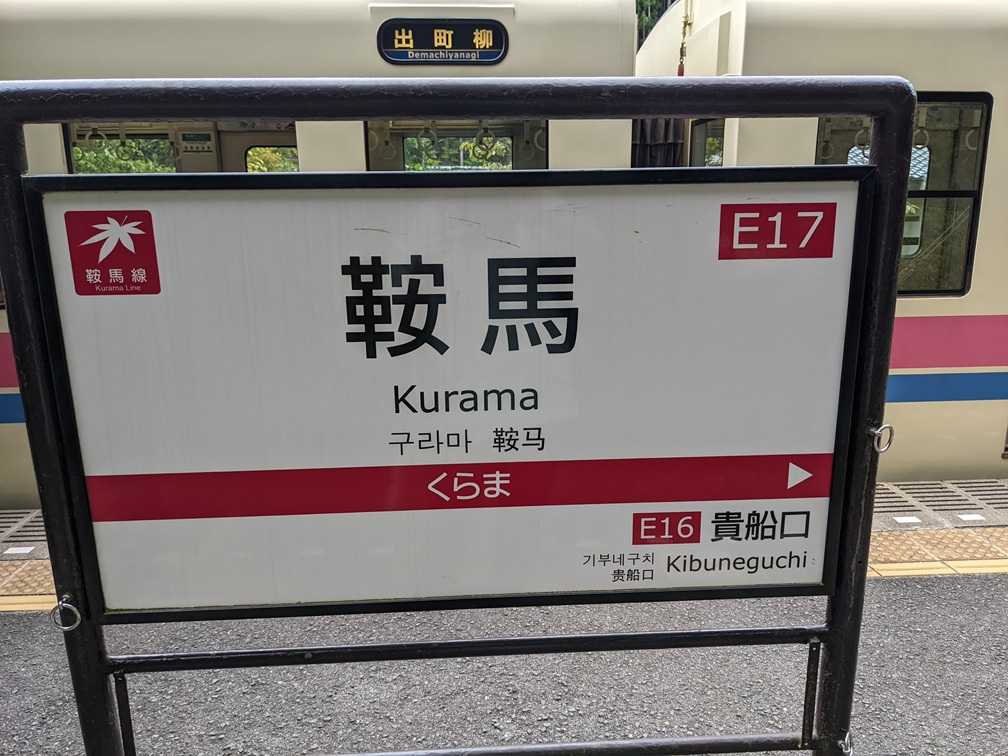 出町柳
Demachiyanagi
鞍馬線
Kurama Line
E17
鞍馬
Kurama
구라마 鞍马
くらま
E16 貴船口
기부네구치 Kibuneguchi
贵船口